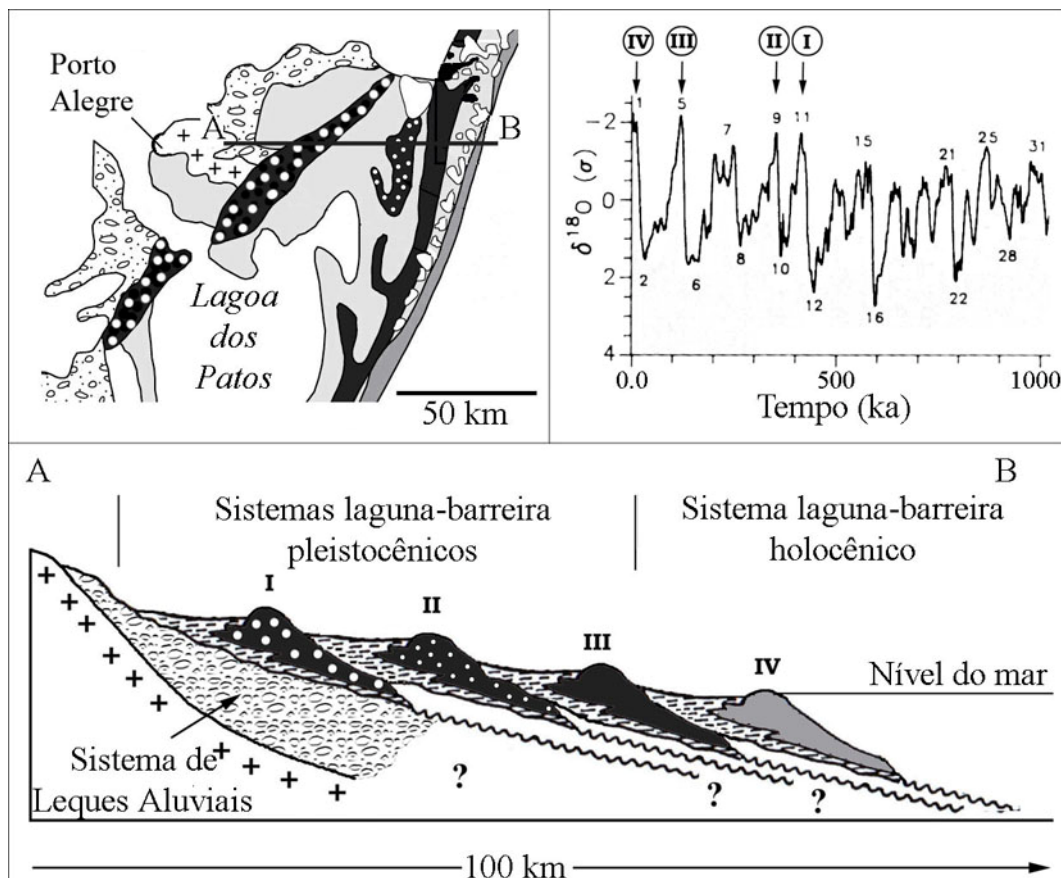 Porto
Alegre
A
B
Lagoa
dos
Patos
50 km
IV III II I
1 5 9 11
7 15 21 25 31
2 6 8 10 12 16 22 28
-2
0
2
4
δ18O (σ)
0.0 500 1000
Tempo (ka)
A B
Sistemas laguna-barreira
pleistocênicos
Sistema laguna-barreira
holocênico
I
II
III
IV
Nível do mar
Sistema de
Leques Aluviais
?
?
?
100 km